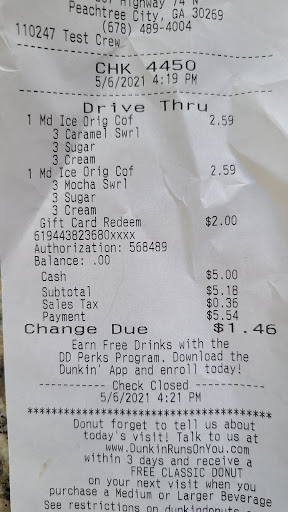 Highway 74 N
Peachtree City, GA 30269
(678) 489-4004
110247 Test Crew
CHK 4450
5/6/2021 4:19 PM
Drive Thru
1 Md Ice Orig Cof 2.59
3 Caramel Swrl
3 Sugar
3 Cream
1 Md Ice Orig Cof 2.59
3 Mocha Swrl
3 Sugar
3 Cream
Gift Card Redeem $2.00
619443823680xxxx
Authorization: 568489
Balance: .00
Cash $5.00
Subtotal $5.18
Sales Tax $0.36
Payment $5.54
Change Due $1.46
Earn Free Drinks with the
DD Perks Program. Download the
Dunkin' App and enroll today!
---------- Check Closed ----------
5/6/2021 4:21 PM
************************************
Donut forget to tell us about
today's visit! Talk to us at
www.DunkinRunsOnYou.com
within 3 days and receive a
FREE CLASSIC DONUT
on your next visit when you
purchase a Medium or Larger Beverage
See restrictions on